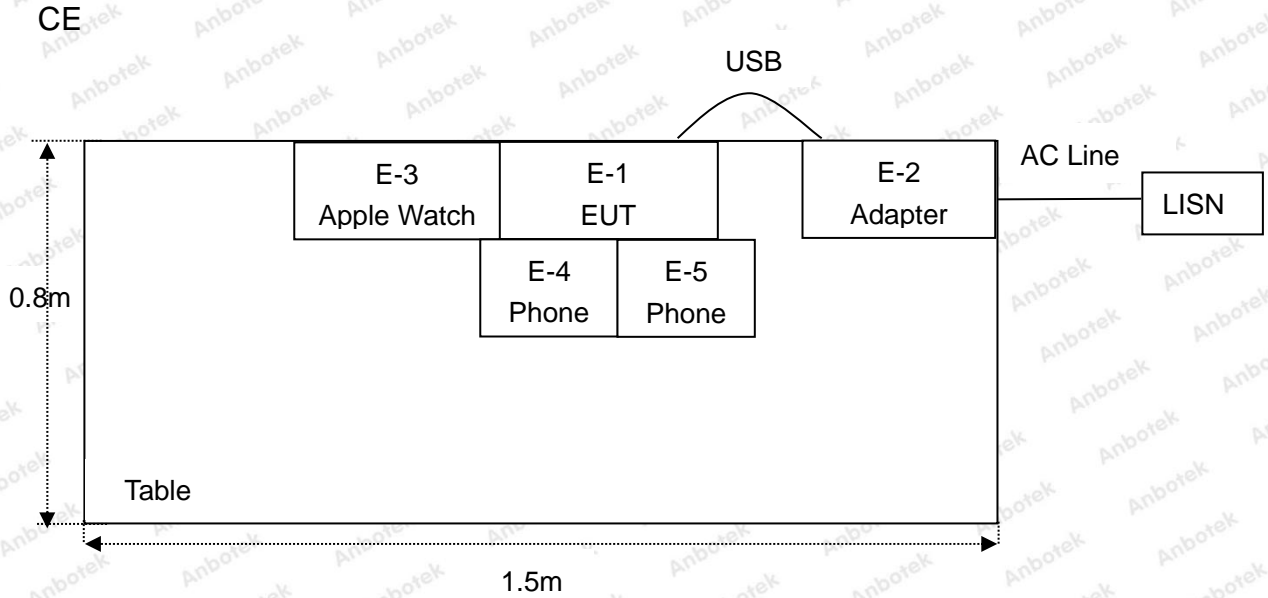 CE
USB
E-3
Apple Watch
E-1
EUT
E-2
Adapter
AC Line
LISN
E-4
Phone
E-5
Phone
0.8m
Table
1.5m
Anbotek